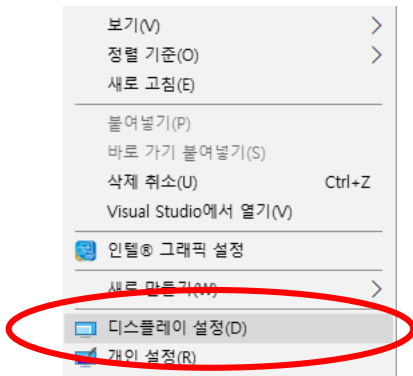 보기(V)
정렬 기준(O)
새로 고침(E)
붙여넣기(P)
바로 가기 붙여넣기(S)
삭제 취소(U) Ctrl+Z
Visual Studio에서 열기(V)
인텔® 그래픽 설정
새로 만들기(W)
디스플레이 설정(D)
개인 설정(R)